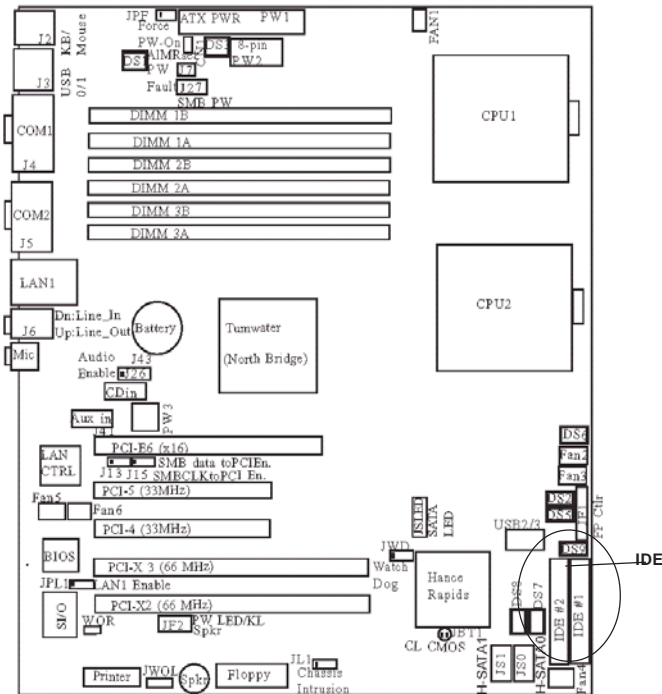 JPF
Force
PW-On
ATX PWR PW1
FAN1
J2
J3
USB KB/ Mouse
0/1
DS1
AIMRset
PW
Fault
J7
J27
SMB PW
8-pin
PW2
DIMM 1B
DIMM 1A
DIMM 2B
DIMM 2A
DIMM 3B
DIMM 3A
CPU1
COM1
J4
COM2
J5
LAN1
J6
Dn:Line_In
Up:Line_Out
Mic
Battery
Tumwater
(North Bridge)
CPU2
Audio
Enable
J43
J26
CDin
Aux in
J41
PW3
LAN
CTRL
PCI-E6 (x16)
SMB data toPCIEn.
J13 J15 SMBCLKtoPCI En.
PCI-5 (33MHz)
Fan5
Fan6
PCI-4 (33MHz)
BIOS
PCI-X 3 (66 MHz)
JPL1
LAN1 Enable
S I/O
PCI-X2 (66 MHz)
WOR
JF2
PW LED/KL
Spkr
Printer
JWOL
Spkr
Floppy
JL1
Chassis
Intrusion
DS6
Fan2
Fan3
DS2
DS5
JF1
FP Ctlr
JSLED
SATA
LED
USB2/3
DS9
JWD
Watch
Dog
Hance
Rapids
DS8
DS7
IDE #2
IDE #1
IDE
JBT1
CL CMOS
H-SATA1
JS1
JS0
H-SATA0
Fan4